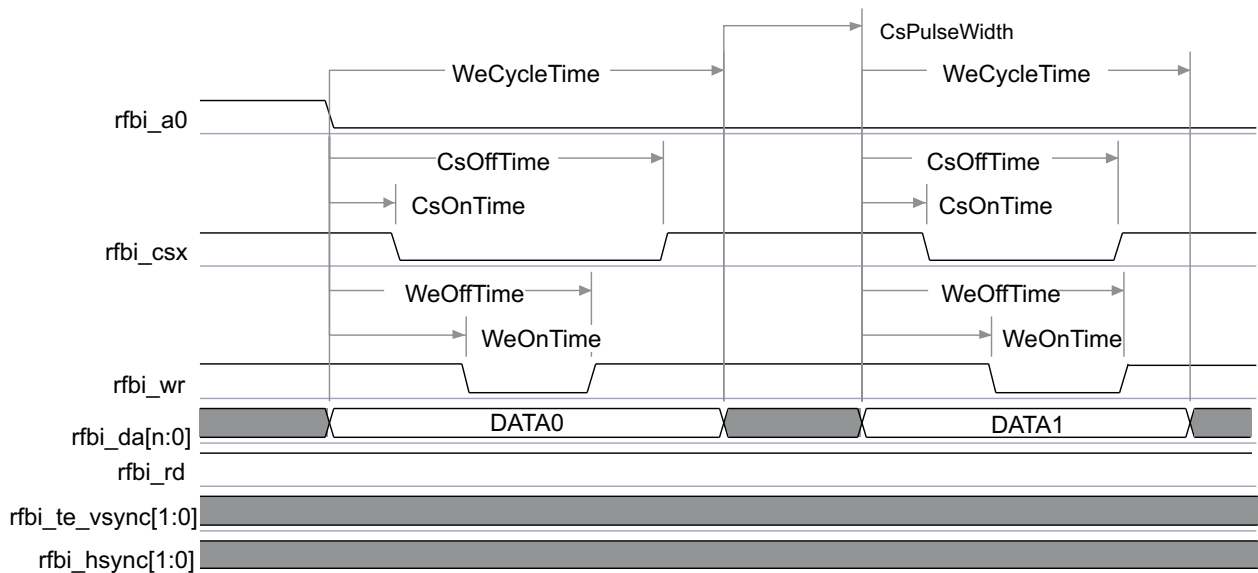 CsPulseWidth
WeCycleTime WeCycleTime
rfbi_a0
CsOffTime CsOffTime
CsOnTime CsOnTime
rfbi_csx
WeOffTime WeOffTime
WeOnTime WeOnTime
rfbi_wr
DATA0 DATA1
rfbi_da[n:0]
rfbi_rd
rfbi_te_vsync[1:0]
rfbi_hsync[1:0]